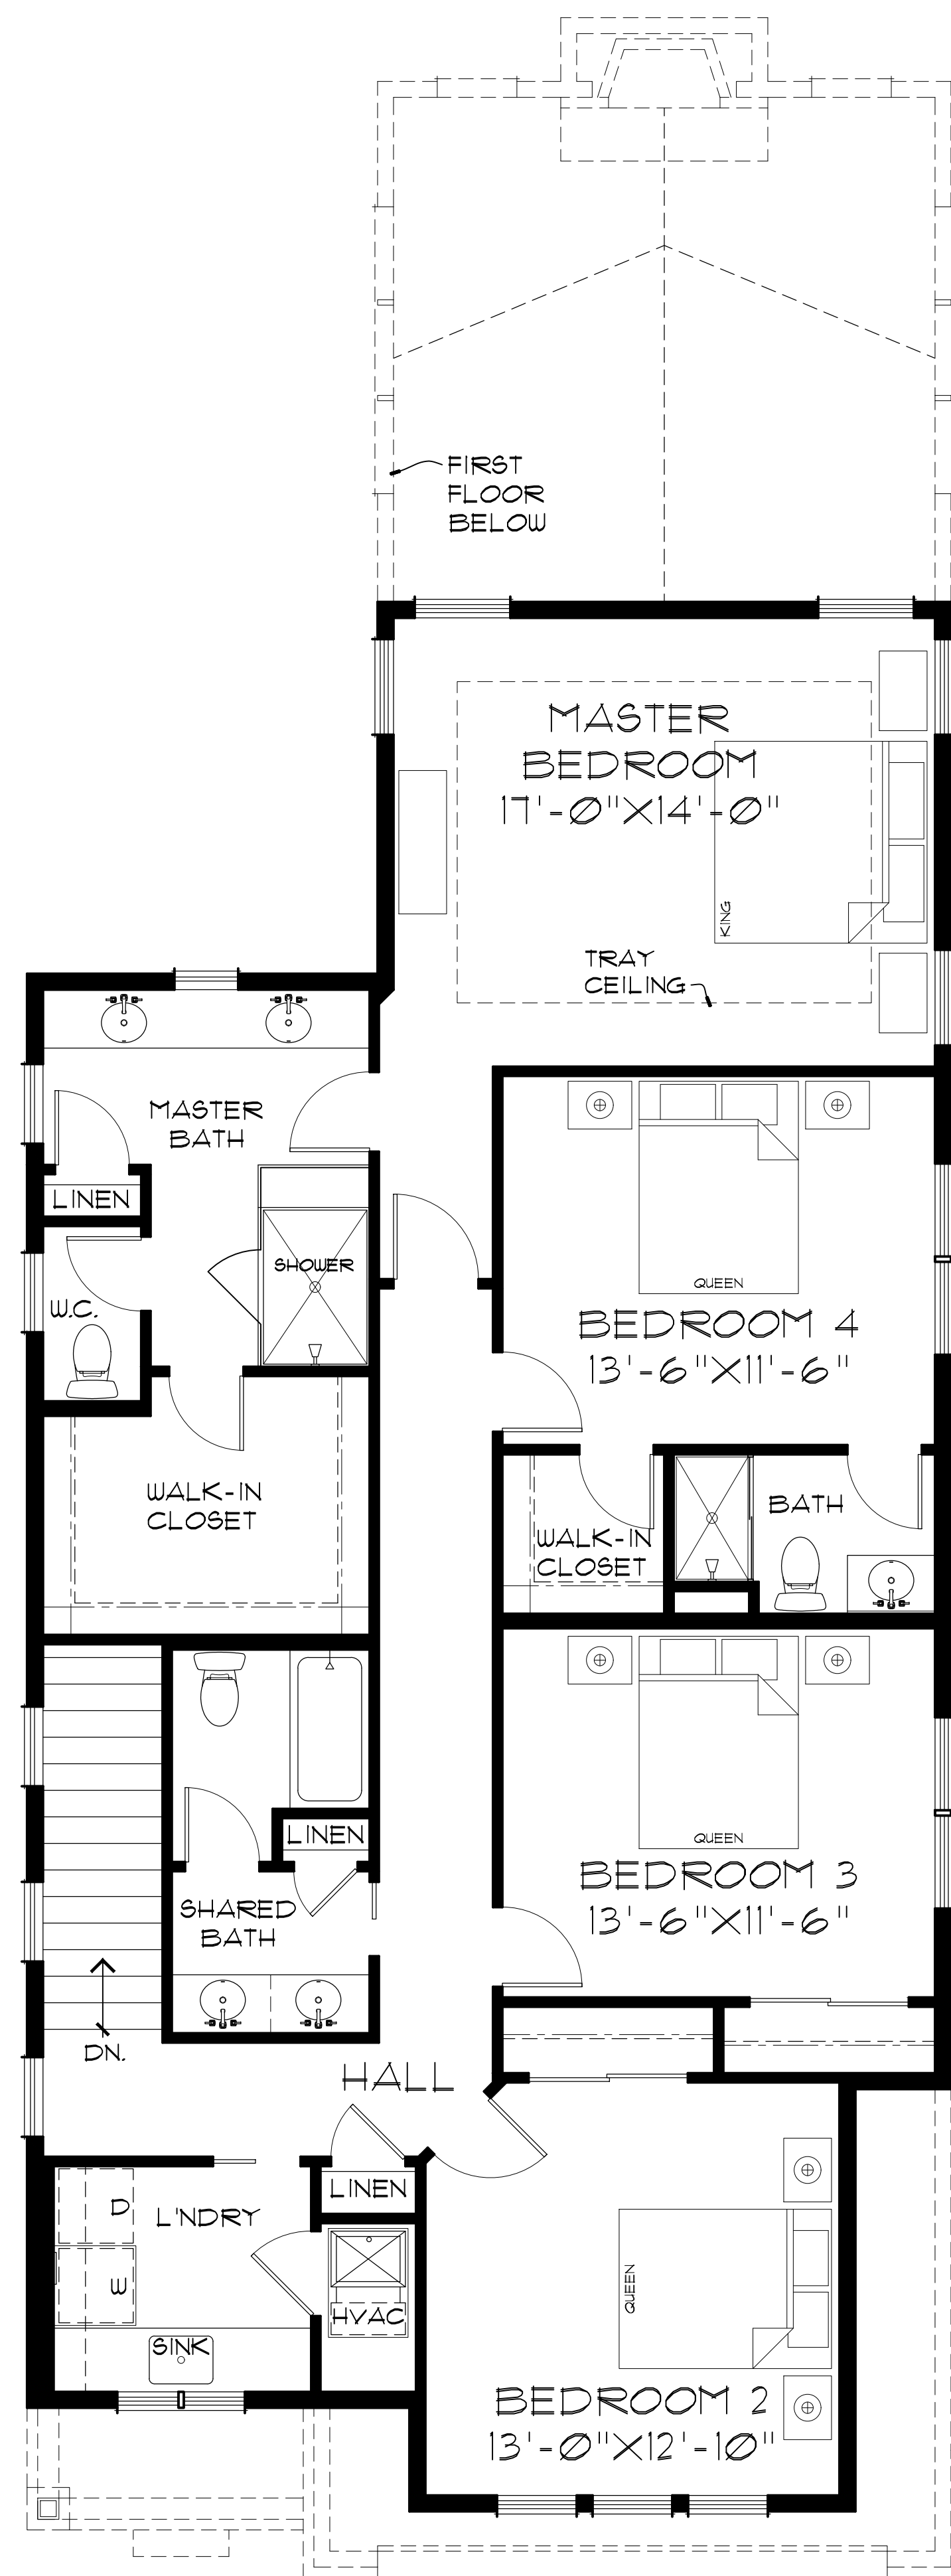 FIRST
FLOOR
BELOW
MASTER
BEDROOM
17'-0"X14'-0"
KING
TRAY
CEILING
MASTER
BATH
LINEN
SHOWER
W.C.
QUEEN
BEDROOM 4
13'-6"X11'-6"
WALK-IN
CLOSET
BATH
WALK-IN
CLOSET
LINEN
QUEEN
BEDROOM 3
13'-6"X11'-6"
SHARED
BATH
DN.
HALL
LINEN
D
L'NDRY
W
HVAC
SINK
QUEEN
BEDROOM 2
13'-0"X12'-10"